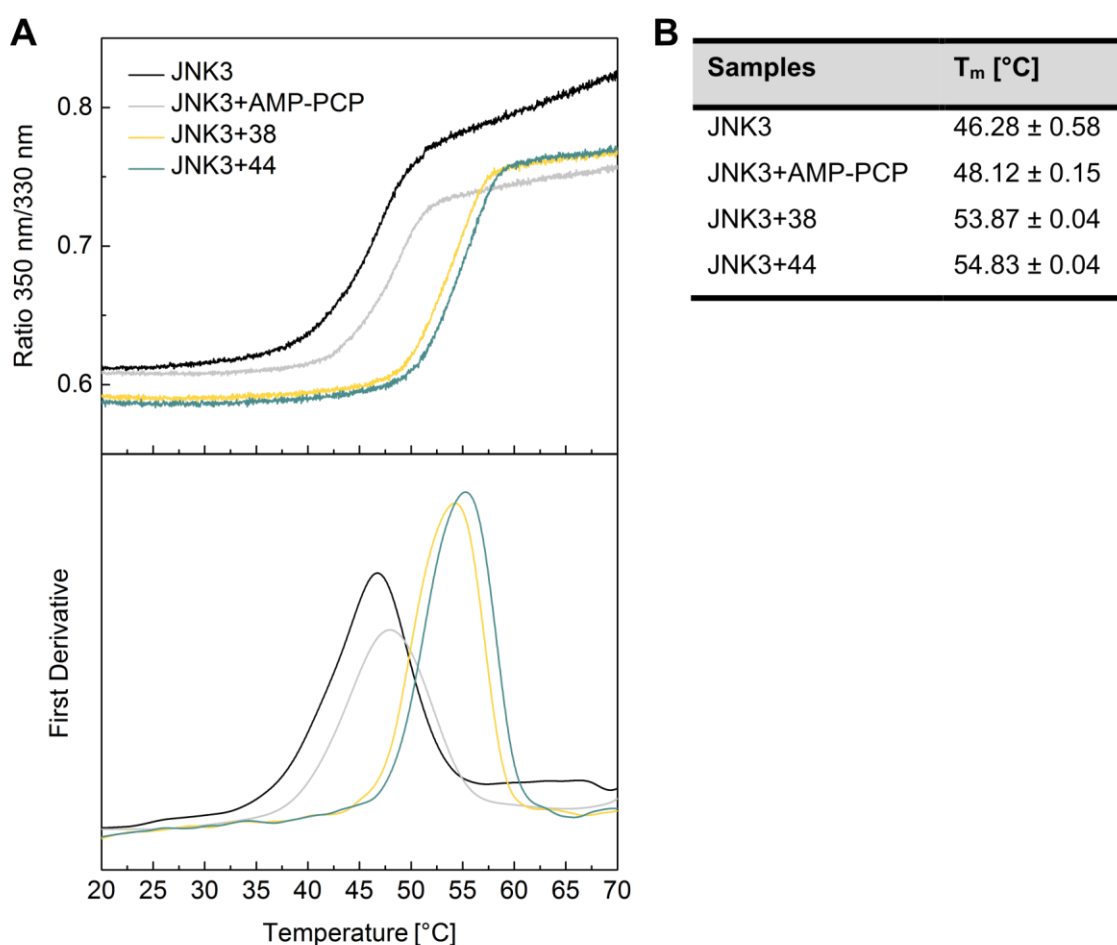 A
JNK3
JNK3+AMP-PCP
JNK3+38
JNK3+44
Ratio 350 nm/330 nm
0.8
0.7
0.6
First Derivative
20 25 30 35 40 45 50 55 60 65 70
Temperature [°C]
B
Samples Tm [°C]
JNK3 46.28 ± 0.58
JNK3+AMP-PCP 48.12 ± 0.15
JNK3+38 53.87 ± 0.04
JNK3+44 54.83 ± 0.04